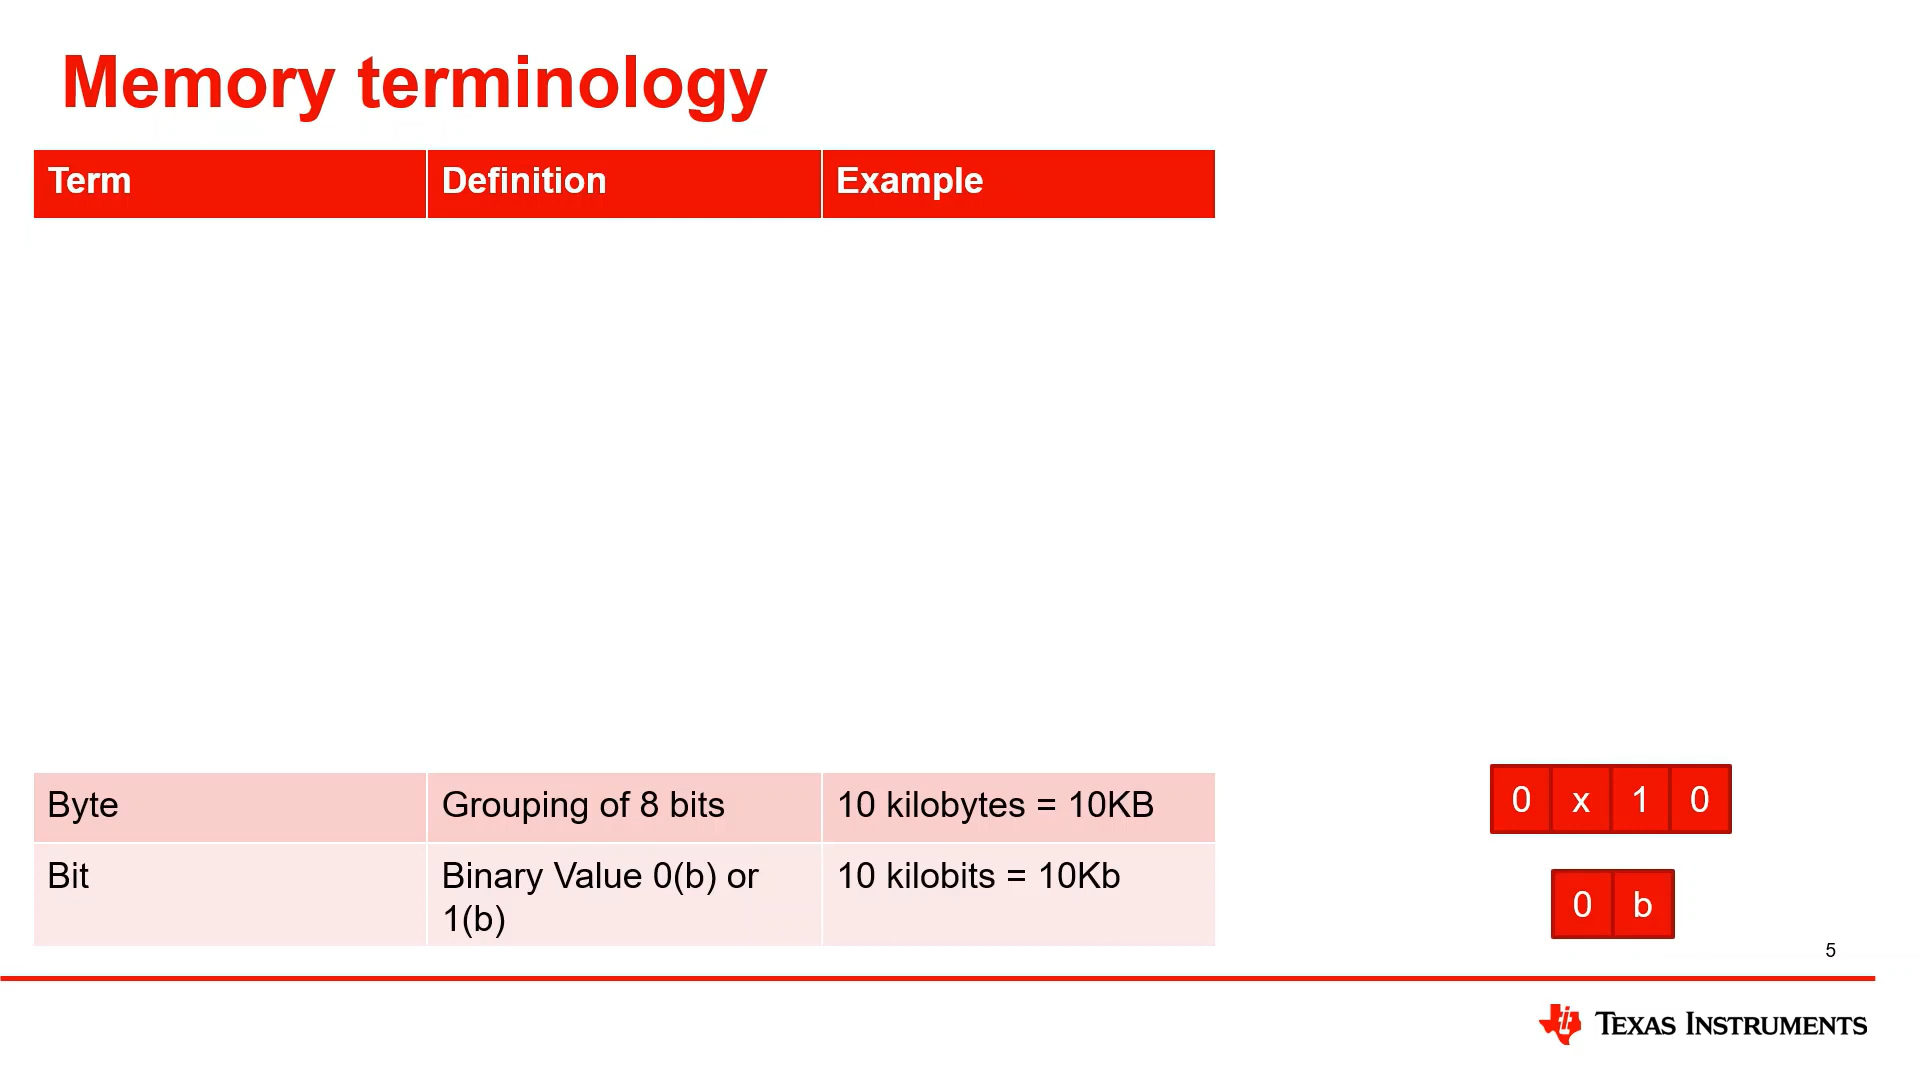 Memory terminology
Term Definition Example
Byte Grouping of 8 bits 10 kilobytes = 10KB
0 x 1 0
Bit Binary Value 0(b) or 10 kilobits = 10Kb
1(b)
0 b
5
TEXAS INSTRUMENTS